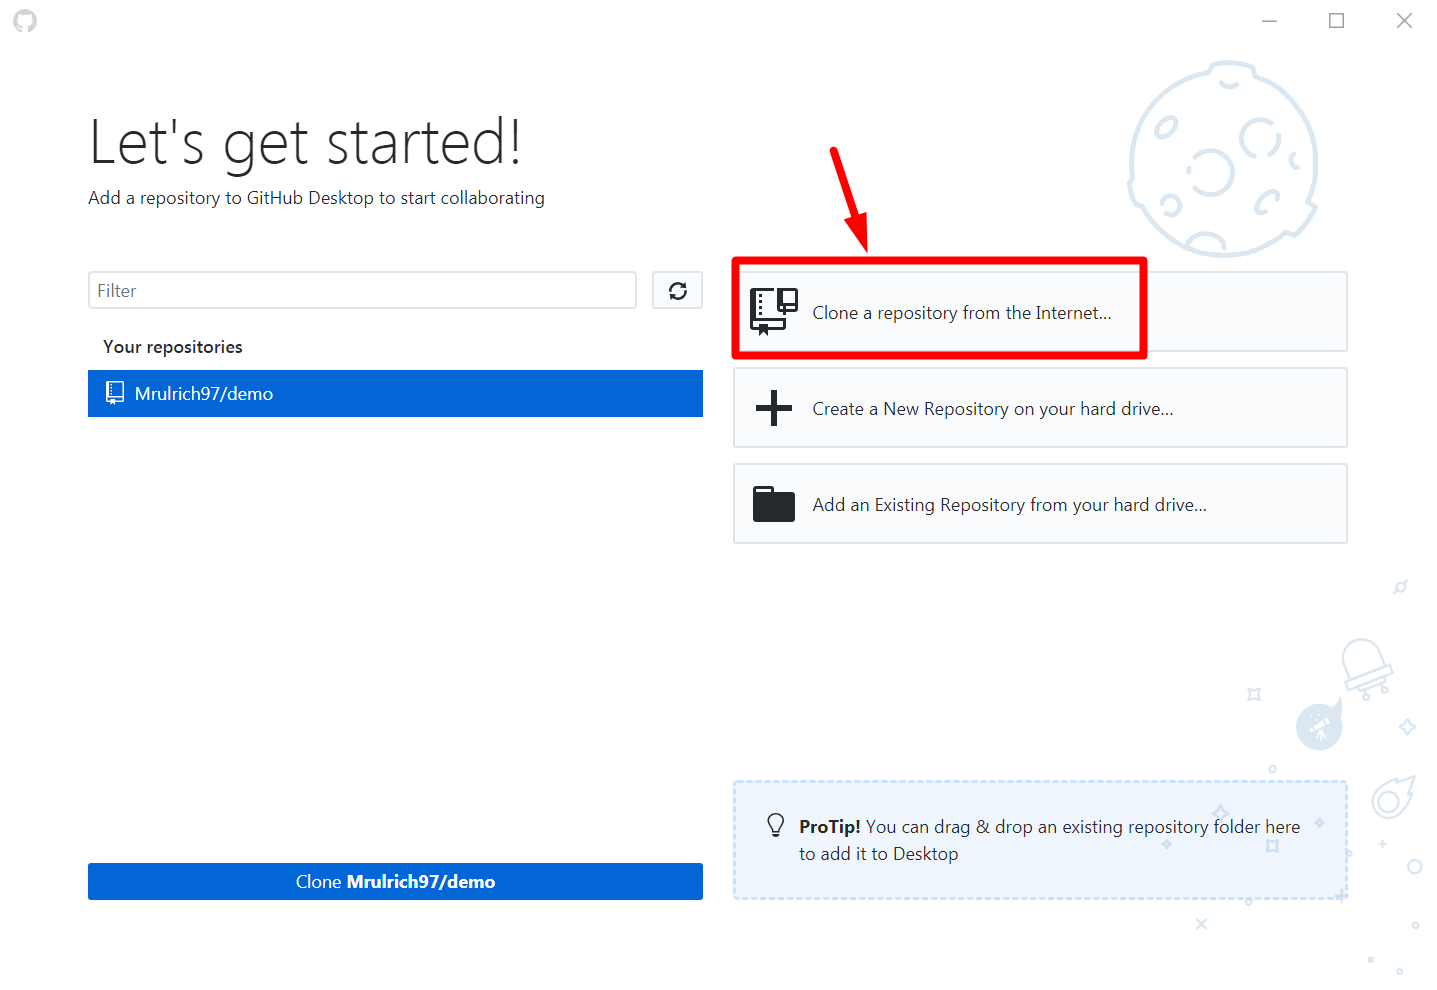 Let's get started!
Add a repository to GitHub Desktop to start collaborating
Filter
Your repositories
Mrulrich97/demo
Clone Mrulrich97/demo
Clone a repository from the Internet...
Create a New Repository on your hard drive...
Add an Existing Repository from your hard drive...
ProTip! You can drag & drop an existing repository folder here
to add it to Desktop